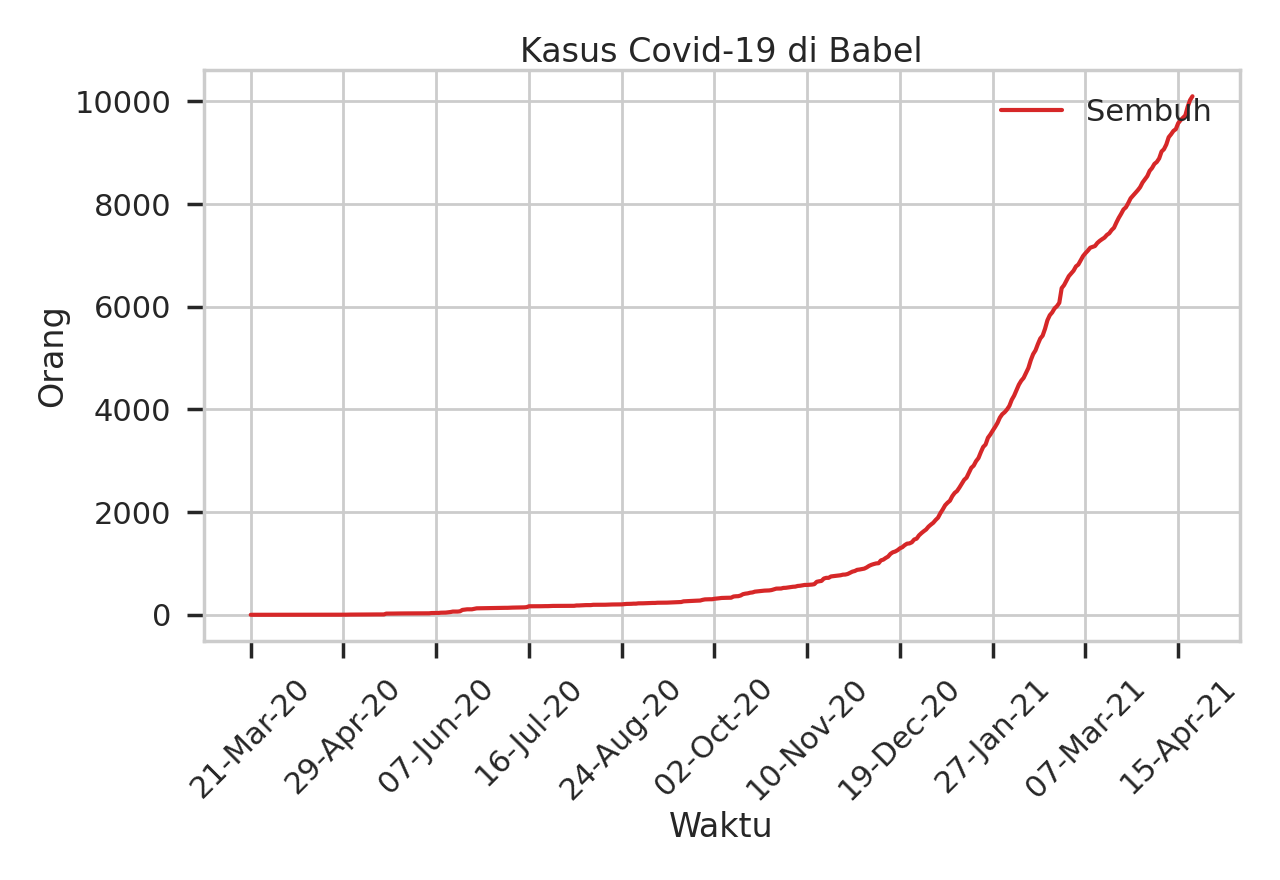 Kasus Covid-19 di Babel
Sembuh
10000
8000
6000
4000
2000
0
Orang
21-Mar-20
29-Apr-20
07-Jun-20
16-Jul-20
24-Aug-20
02-Oct-20
10-Nov-20
19-Dec-20
27-Jan-21
07-Mar-21
15-Apr-21
Waktu